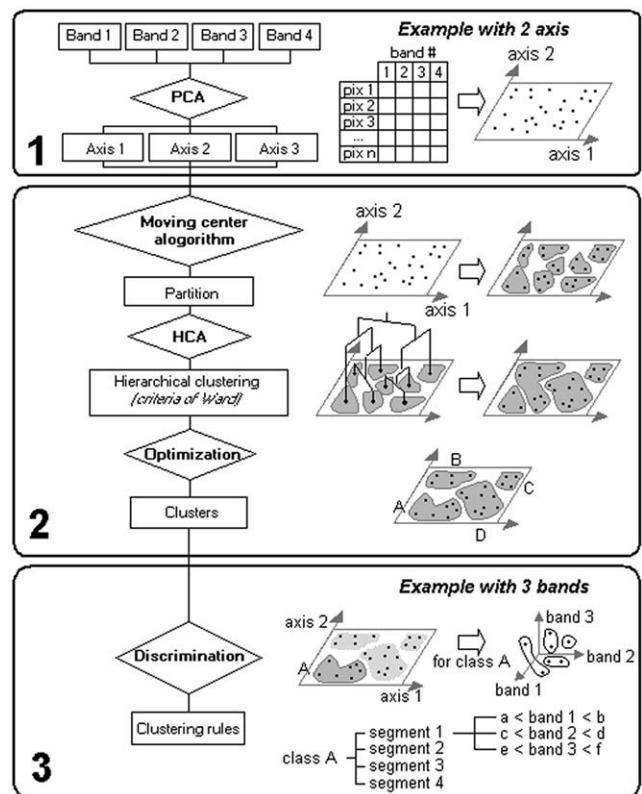 Band 1 Band 2 Band 3 Band 4
PCA
Axis 1 Axis 2 Axis 3
1
Example with 2 axis
band #
1 2 3 4
pix 1
pix 2
pix 3
...
pix n
axis 2
axis 1
Moving center
alogorithm
Partition
HCA
Hierarchical clustering
(criteria of Ward)
Optimization
Clusters
2
axis 2
axis 1
B
A
C
D
Example with 3 bands
Discrimination
Clustering rules
3
axis 2
A
axis 1
for class A
band 3
band 2
band 1
class A
segment 1
segment 2
segment 3
segment 4
a < band 1 < b
c < band 2 < d
e < band 3 < f